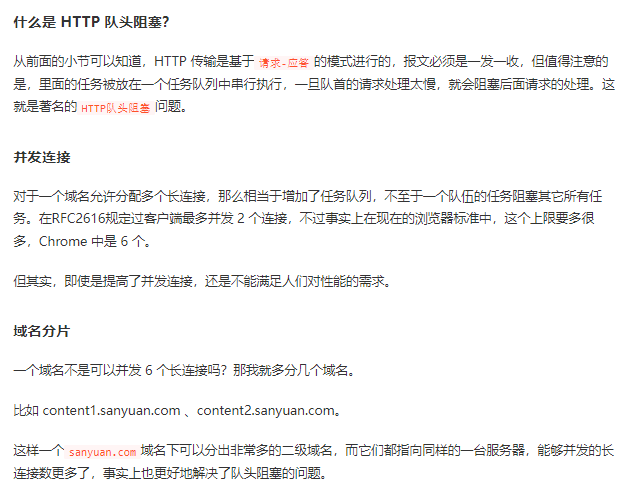 什么是 HTTP 队头阻塞？
从前面的小节可以知道，HTTP 传输是基于 请求-应答 的模式进行的，报文必须是一发一收，但值得注意的
是，里面的任务被放在一个任务队列中串行执行，一旦队首的请求处理太慢，就会阻塞后面请求的处理。这
就是著名的 HTTP队头阻塞 问题。
并发连接
对于一个域名允许分配多个长连接，那么相当于增加了任务队列，不至于一个队伍的任务阻塞其它所有任
务。在RFC2616规定过客户端最多并发 2 个连接，不过事实上在现在的浏览器标准中，这个上限要多很
多，Chrome 中是 6 个。
但其实，即使是提高了并发连接，还是不能满足人们对性能的需求。
域名分片
一个域名不是可以并发 6 个长连接吗？那我就多分几个域名。
比如 content1.sanyuan.com 、content2.sanyuan.com。
这样一个 sanyuan.com 域名下可以分出非常多的二级域名，而它们都指向同样的一台服务器，能够并发的长
连接数更多了，事实上也更好地解决了队头阻塞的问题。